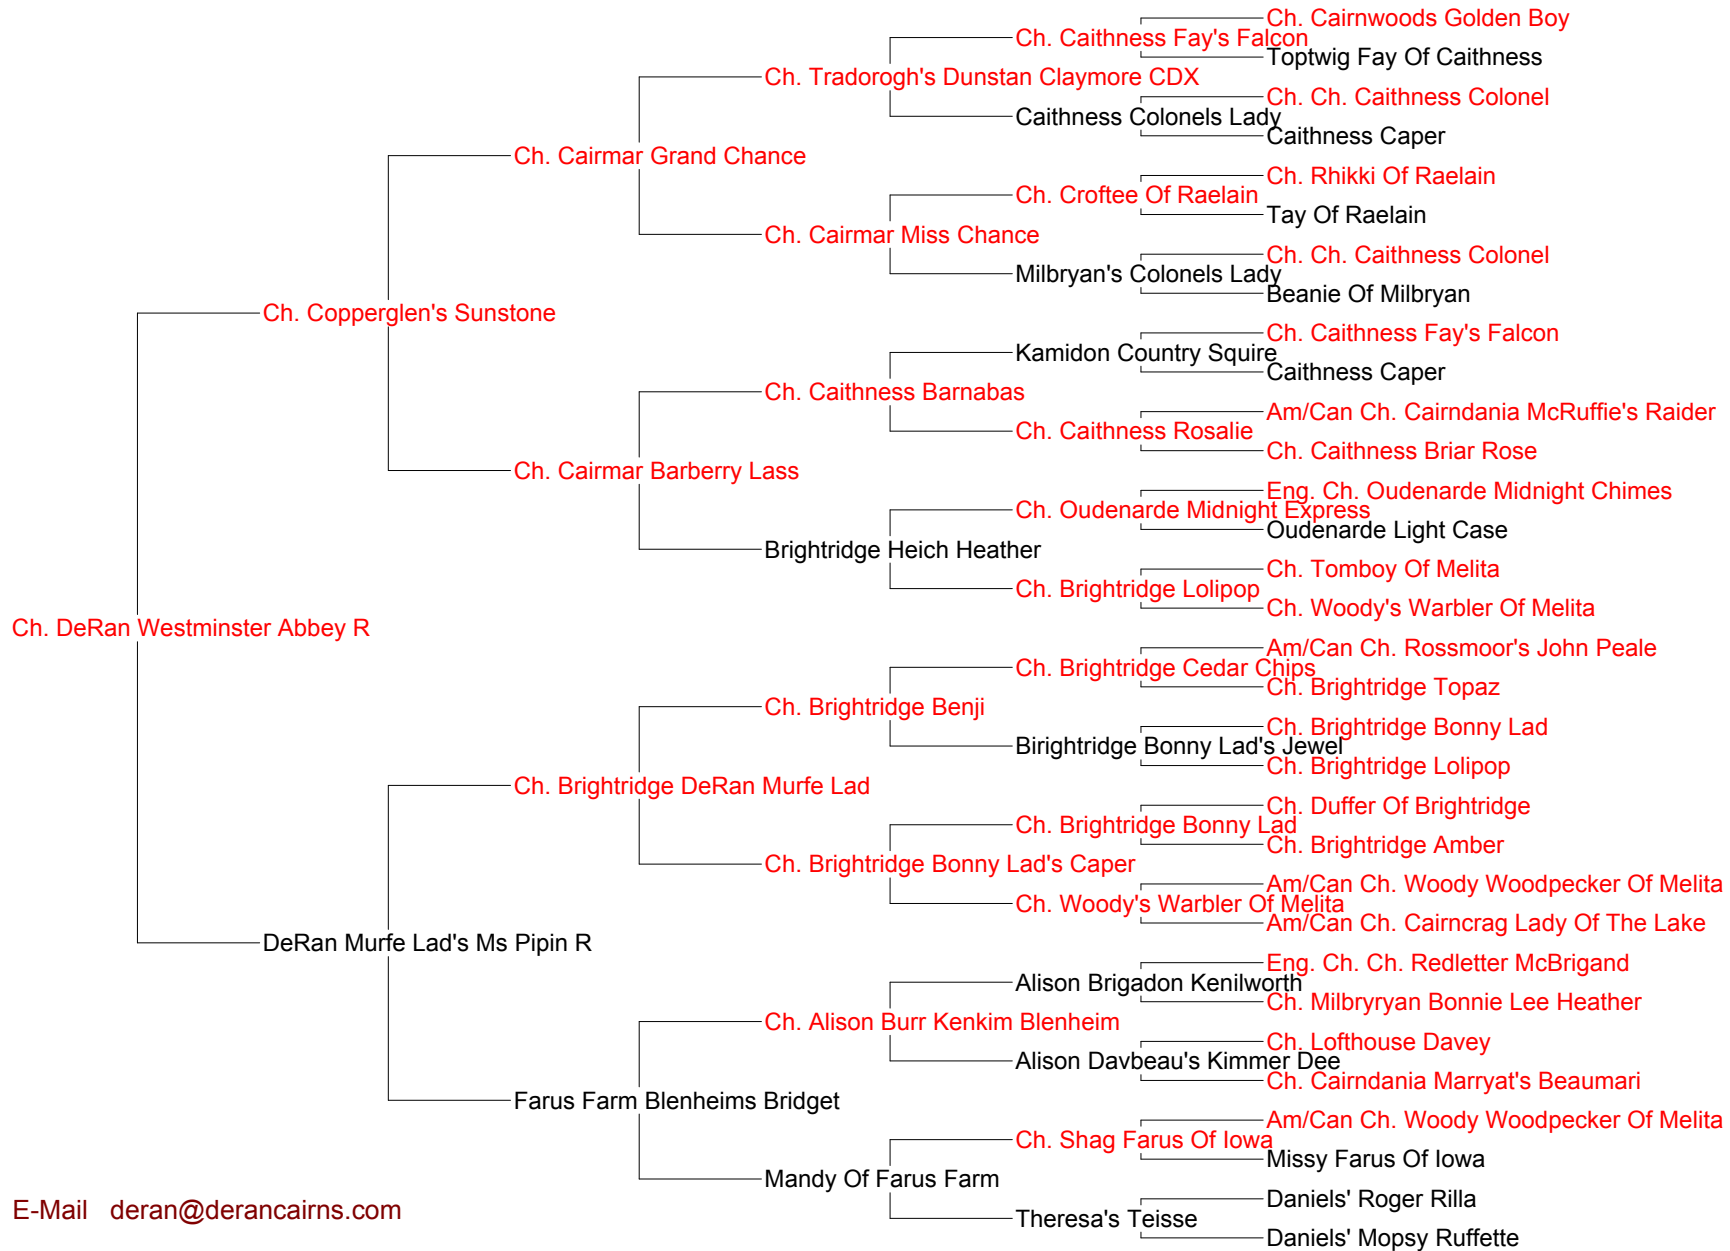 Ch. Cairnwoods Golden Boy
Ch. Caithness Fay's Falcon
Toptwig Fay Of Caithness
Ch. Tradorogh's Dunstan Claymore CDX
Ch. Ch. Caithness Colonel
Caithness Colonels Lady
Caithness Caper
Ch. Cairmar Grand Chance
Ch. Rhikki Of Raelain
Ch. Croftee Of Raelain
Tay Of Raelain
Ch. Cairmar Miss Chance
Ch. Ch. Caithness Colonel
Milbryan's Colonels Lady
Beanie Of Milbryan
Ch. Copperglen's Sunstone
Ch. Caithness Fay's Falcon
Kamidon Country Squire
Caithness Caper
Ch. Caithness Barnabas
Am/Can Ch. Cairndania McRuffie's Raider
Ch. Caithness Rosalie
Ch. Caithness Briar Rose
Ch. Cairmar Barberry Lass
Eng. Ch. Oudenarde Midnight Chimes
Ch. Oudenarde Midnight Express
Oudenarde Light Case
Brightridge Heich Heather
Ch. Tomboy Of Melita
Ch. Brightridge Lolipop
Ch. Woody's Warbler Of Melita
Ch. DeRan Westminster Abbey R
Am/Can Ch. Rossmoor's John Peale
Ch. Brightridge Cedar Chips
Ch. Brightridge Topaz
Ch. Brightridge Benji
Ch. Brightridge Bonny Lad
Birightridge Bonny Lad's Jewel
Ch. Brightridge Lolipop
Ch. Brightridge DeRan Murfe Lad
Ch. Duffer Of Brightridge
Ch. Brightridge Bonny Lad
Ch. Brightridge Amber
Ch. Brightridge Bonny Lad's Caper
Am/Can Ch. Woody Woodpecker Of Melita
Ch. Woody's Warbler Of Melita
Am/Can Ch. Cairncrag Lady Of The Lake
DeRan Murfe Lad's Ms Pipin R
Eng. Ch. Ch. Redletter McBrigand
Alison Brigadon Kenilworth
Ch. Milbryryan Bonnie Lee Heather
Ch. Alison Burr Kenkim Blenheim
Ch. Lofthouse Davey
Alison Davbeau's Kimmer Dee
Ch. Cairndania Marryat's Beaumari
Farus Farm Blenheims Bridget
Am/Can Ch. Woody Woodpecker Of Melita
Ch. Shag Farus Of Iowa
Missy Farus Of Iowa
Mandy Of Farus Farm
Daniels' Roger Rilla
Theresa's Teisse
Daniels' Mopsy Ruffette
E-Mail deran@derancairns.com